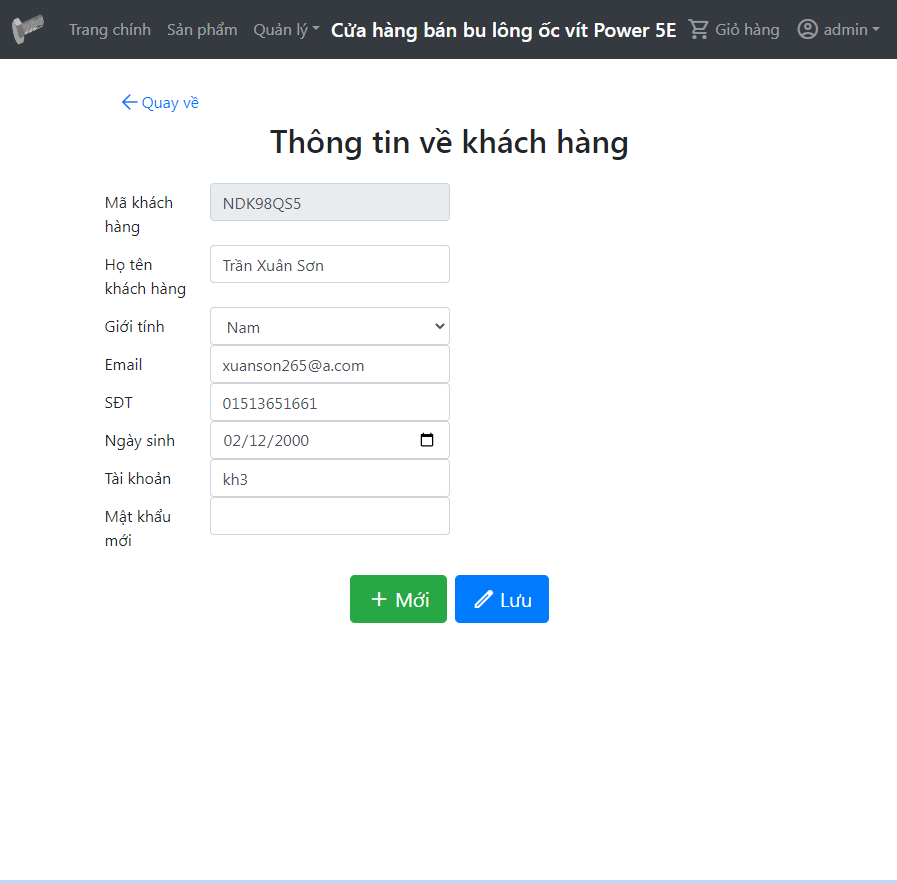 Trang chính Sản phẩm Quản lý Cửa hàng bán bu lông ốc vít Power 5E Giỏ hàng admin
Quay về
Thông tin về khách hàng
Mã khách hàng
NDK98QS5
Họ tên khách hàng
Trần Xuân Sơn
Giới tính
Nam
Email
xuanson265@a.com
SĐT
01513651661
Ngày sinh
02/12/2000
Tài khoản
kh3
Mật khẩu mới
Mới
Lưu